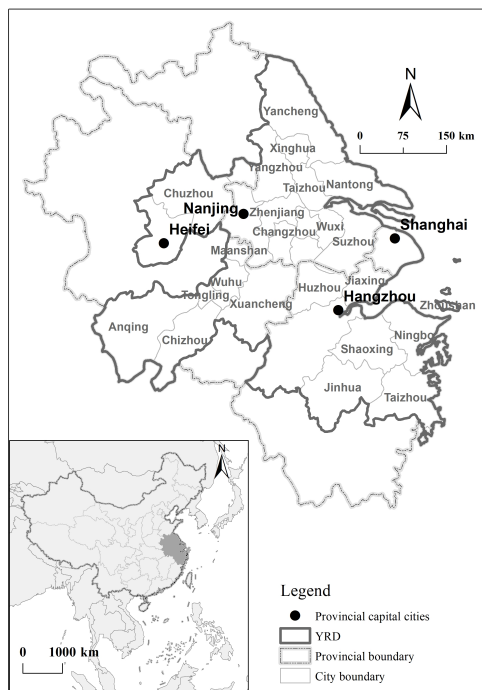 N
0 75 150 km
Yancheng
Xinghua
Yangzhou
Taizhou
Nantong
Chuzhou
Nanjing
Zhenjiang
Heifei
Changzhou
Wuxi
Shanghai
Suzhou
Maanshan
Wuhu
Huzhou
Jiaxing
Tongling
Xuancheng
Hangzhou
Zhoushan
Anqing
Chizhou
Ningbo
Shaoxing
Jinhua
Taizhou
N
0 1000 km
Legend
Provincial capital cities
YRD
Provincial boundary
City boundary